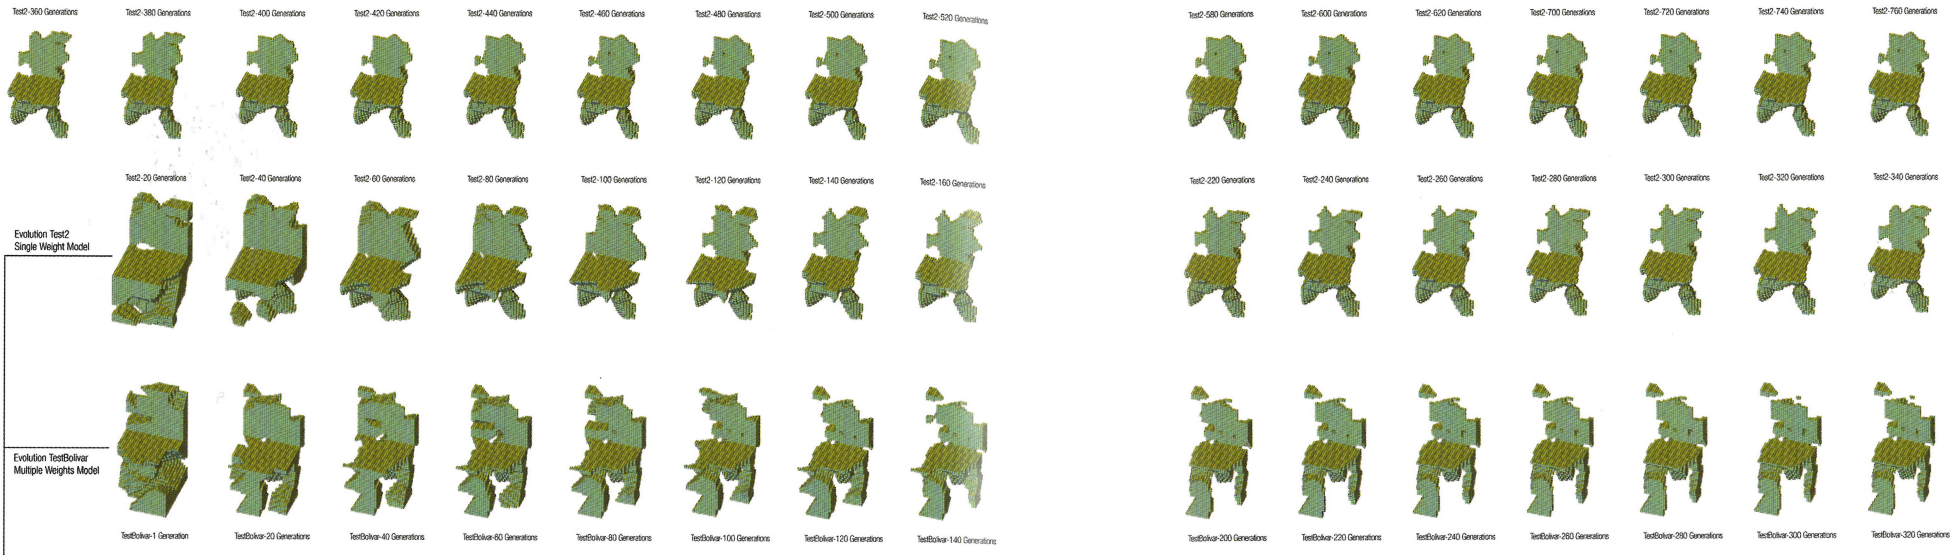 Test2-360 Generations
Test2-380 Generations
Test2-400 Generations
Test2-420 Generations
Test2-440 Generations
Test2-460 Generations
Test2-480 Generations
Test2-500 Generations
Test2-520 Generations
Test2-580 Generations
Test2-600 Generations
Test2-620 Generations
Test2-700 Generations
Test2-720 Generations
Test2-740 Generations
Test2-760 Generations
Test2-20 Generations
Test2-40 Generations
Test2-60 Generations
Test2-80 Generations
Test2-100 Generations
Test2-120 Generations
Test2-140 Generations
Test2-160 Generations
Test2-220 Generations
Test2-240 Generations
Test2-260 Generations
Test2-280 Generations
Test2-300 Generations
Test2-320 Generations
Test2-340 Generations
Evolution Test2
Single Weight Model
Evolution TestBolivar
Multiple Weights Model
TestBolivar-1 Generation
TestBolivar-20 Generations
TestBolivar-40 Generations
TestBolivar-60 Generations
TestBolivar-80 Generations
TestBolivar-100 Generations
TestBolivar-120 Generations
TestBolivar-140 Generations
TestBolivar-200 Generations
TestBolivar-220 Generations
TestBolivar-240 Generations
TestBolivar-260 Generations
TestBolivar-280 Generations
TestBolivar-300 Generations
TestBolivar-320 Generations